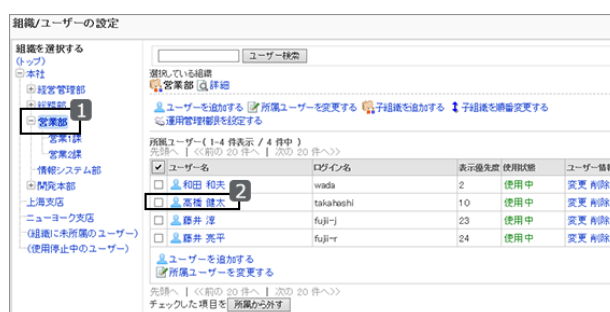 組織/ユーザーの設定
組織を選択する
(トップ)
本社
経営管理部
総務部
1
営業部
営業1課
営業2課
情報システム部
開発本部
上海支店
ニューヨーク支店
(組織に未所属のユーザー)
(使用停止中のユーザー)
ユーザー検索
選択している組織
営業部 詳細
ユーザーを追加する 所属ユーザーを変更する 子組織を追加する 子組織を順番変更する
運用管理権限を設定する
所属ユーザー( 1-4 件表示 / 4 件中 )
先頭へ | <<前の 20 件へ | 次の 20 件へ>>
ユーザー名 ログイン名 表示優先度 使用状態 ユーザー情報
和田 和夫 wada 2 使用中 変更 削除
2
高橋 健太 takahashi 10 使用中 変更 削除
藤井 淳 fujii-j 23 使用中 変更 削除
藤井 亮平 fujii-r 24 使用中 変更 削除
ユーザーを追加する
所属ユーザーを変更する
先頭へ | <<前の 20 件へ | 次の 20 件へ>>
チェックした項目を 所属から外す